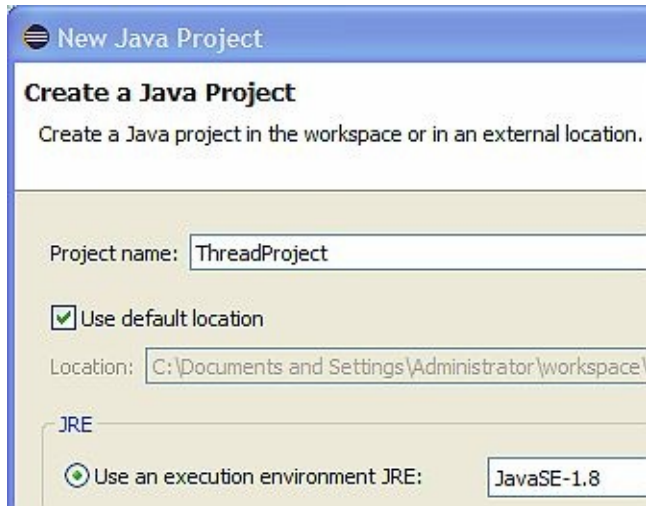 New Java Project
Create a Java Project
Create a Java project in the workspace or in an external location.
Project name: ThreadProject
Use default location
Location: C:\Documents and Settings\Administrator\workspace\
JRE
Use an execution environment JRE: JavaSE-1.8